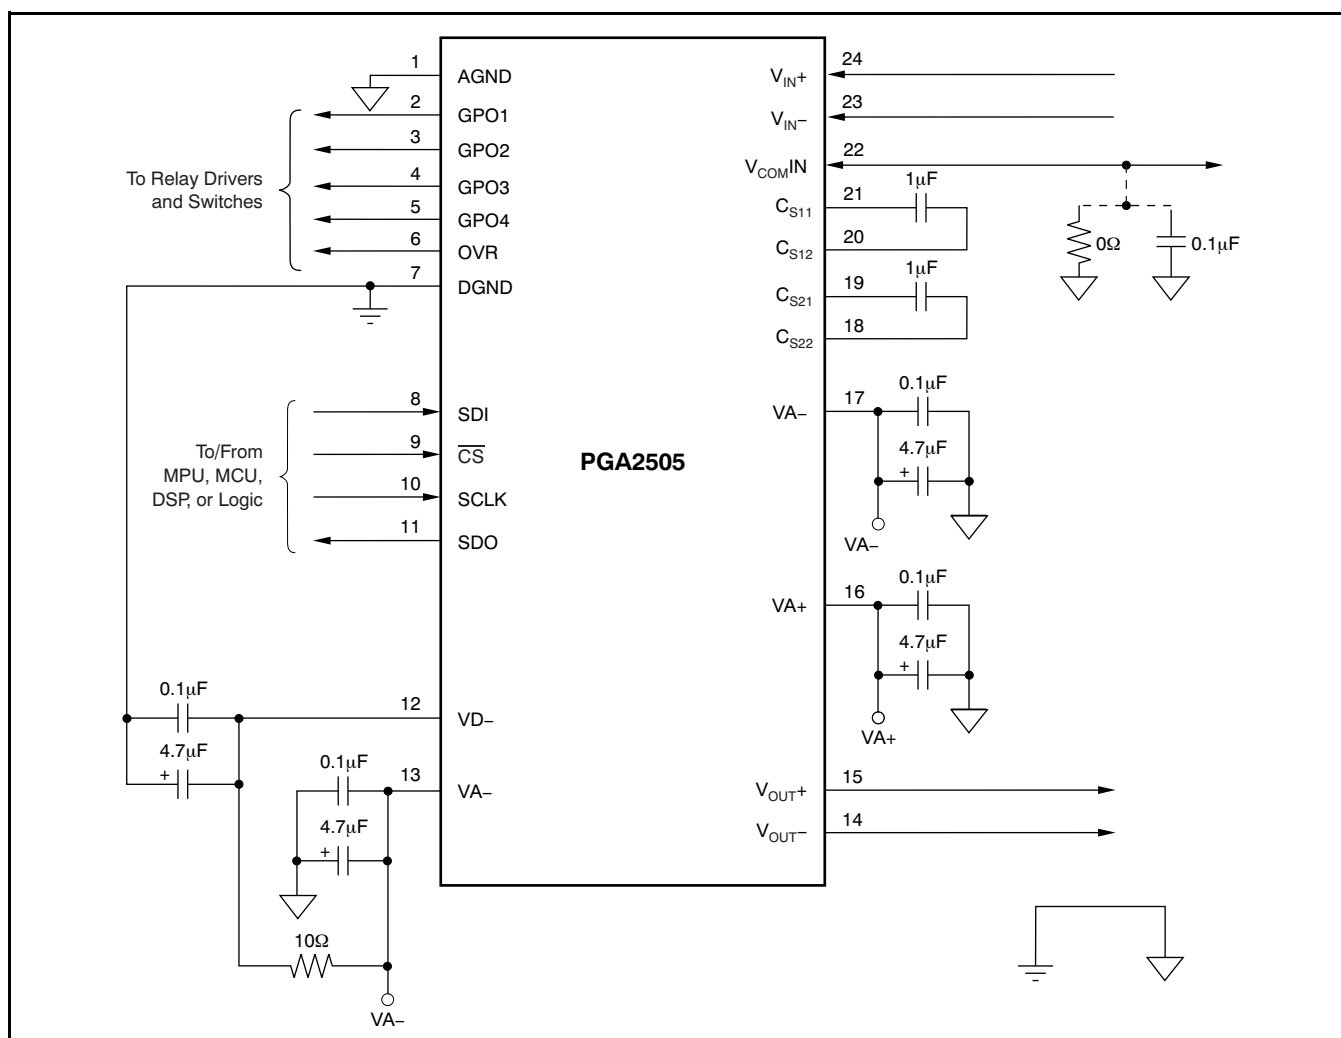 1
AGND
2
GPO1
3
GPO2
4
GPO3
5
GPO4
6
OVR
7
DGND
To Relay Drivers
and Switches
8
SDI
9
CS
10
SCLK
11
SDO
To/From
MPU, MCU,
DSP, or Logic
12
VD–
0.1μF
4.7μF
+
13
VA–
0.1μF
4.7μF
+
10Ω
VA–
PGA2505
24
VIN+
23
VIN–
22
VCOMIN
0Ω
0.1μF
21
CS11
1μF
20
CS12
19
CS21
1μF
18
CS22
17
VA–
0.1μF
4.7μF
+
VA–
16
VA+
0.1μF
4.7μF
+
VA+
15
VOUT+
14
VOUT–